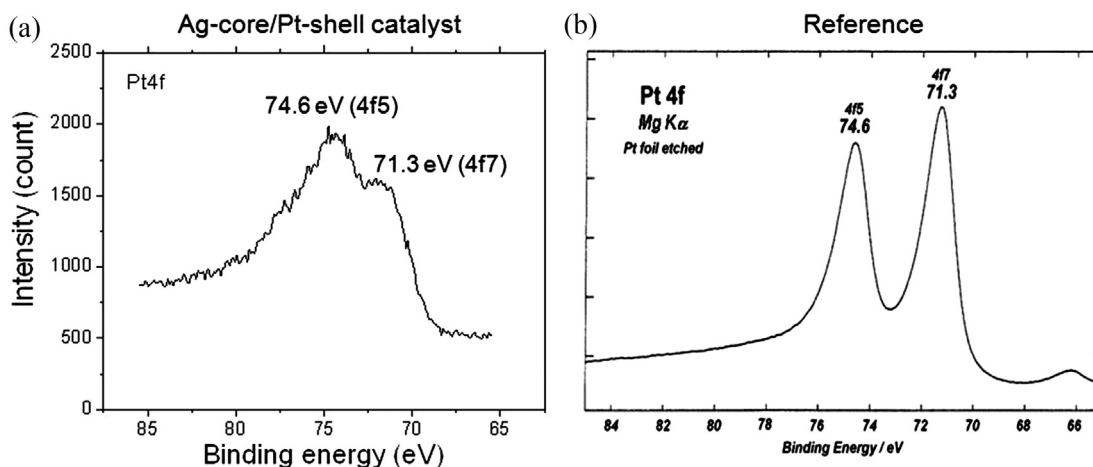 (a)
Ag-core/Pt-shell catalyst
2500
2000
1500
1000
500
0
Intensity (count)
Pt4f
74.6 eV (4f5)
71.3 eV (4f7)
85
80
75
70
65
Binding energy (eV)
(b)
Reference
Pt 4f
Mg Kα
Pt foil etched
4f5
74.6
4f7
71.3
84
82
80
78
76
74
72
70
68
66
Binding Energy / eV